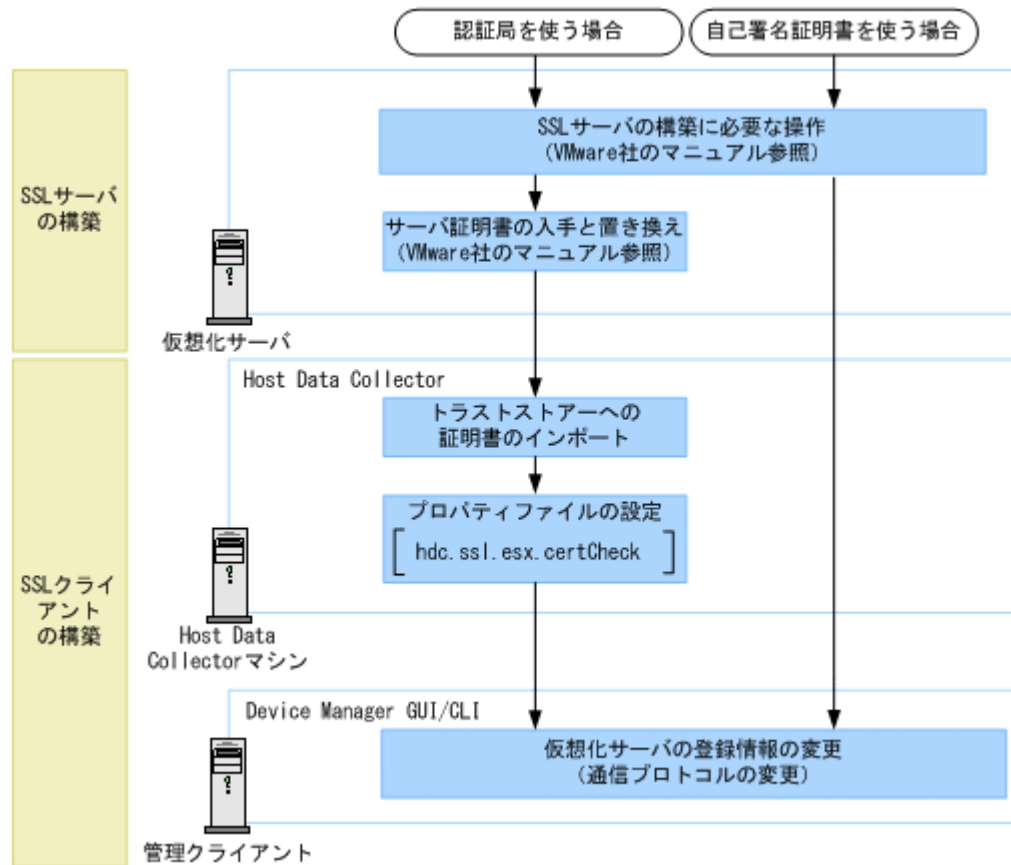 認証局を使う場合
自己署名証明書を使う場合
SSLサーバ
の構築
SSLサーバの構築に必要な操作
(VMware社のマニュアル参照)
サーバ証明書の入手と置き換え
(VMware社のマニュアル参照)
仮想化サーバ
SSLクライ
アント
の構築
Host Data Collector
トラストストアーへの
証明書のインポート
プロパティファイルの設定
hdc.ssl.esx.certCheck
Host Data
Collectorマシン
Device Manager GUI/CLI
仮想化サーバの登録情報の変更
(通信プロトコルの変更)
管理クライアント